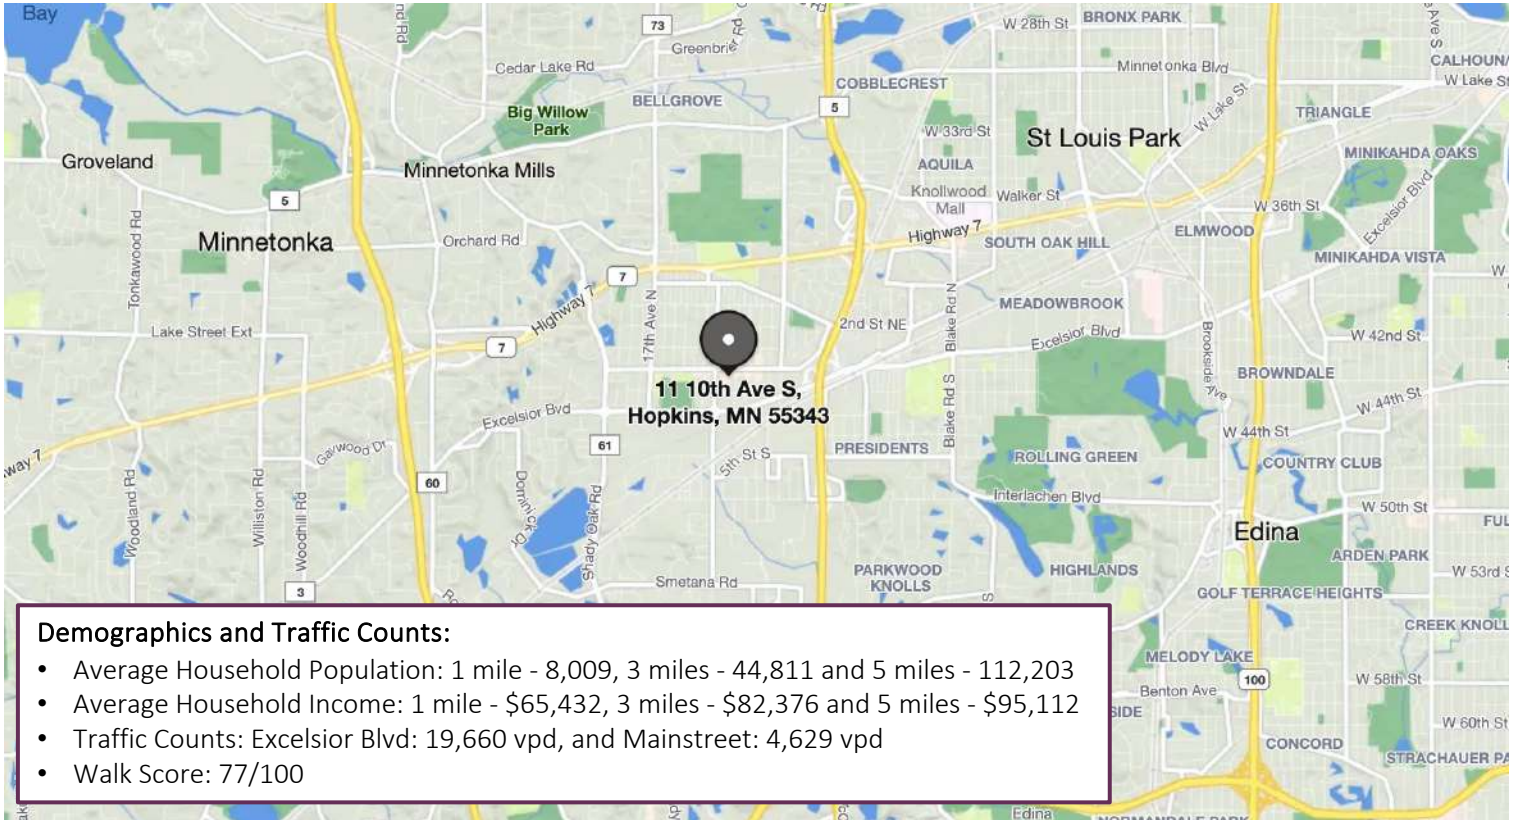 Bay
nd Rd
73
Greenbrier Rd
Rd
W 28th St
BRONX PARK
Ave S
Cedar Lake Rd
Minnetonka Blvd
CALHOUN
W Lake St
BELLGROVE
COBBLECREST
5
W Lake St
TRIANGLE
Big Willow
Park
W 33rd St
St Louis Park
MINIKAHDA OAKS
Groveland
Minnetonka Mills
AQUILA
Knollwood
Mall
Walker St
5
W 36th St
Excelsior Blvd
Tonkawood Rd
Minnetonka
Orchard Rd
Highway 7
SOUTH OAK HILL
ELMWOOD
MINIKAHDA VISTA
W
7
Highway 7
17th Ave N
Blake Rd N
MEADOWBROOK
Lake Street Ext
2nd St NE
Excelsior Blvd
Brookside Ave
W 42nd St
7
BROWNDALE
11 10th Ave S,
Hopkins, MN 55343
Excelsior Bvd
Blake Rd S
W 44th St
W 44th St
way 7
Galwood Dr
61
5th St S
PRESIDENTS
ROLLING GREEN
COUNTRY CLUB
60
Woodland Rd
Williston Rd
Woodhill Rd
Dominick Dr
Shady Oak Rd
Interlachen Blvd
W 50th St
FUL
Edina
ARDEN PARK
PARKWOOD
KNOLLS
HIGHLANDS
W 53rd S
3
Smetana Rd
S
GOLF TERRACE HEIGHTS
CREEK KNOLL
Demographics and Traffic Counts:
• Average Household Population: 1 mile - 8,009, 3 miles - 44,811 and 5 miles - 112,203
• Average Household Income: 1 mile - $65,432, 3 miles - $82,376 and 5 miles - $95,112
• Traffic Counts: Excelsior Blvd: 19,660 vpd, and Mainstreet: 4,629 vpd
• Walk Score: 77/100
MELODY LAKE
100
Benton Ave
W 58th St
SIDE
W 60th St
CONCORD
STRACHAUER PA
Edina
NORMANDALE PARK